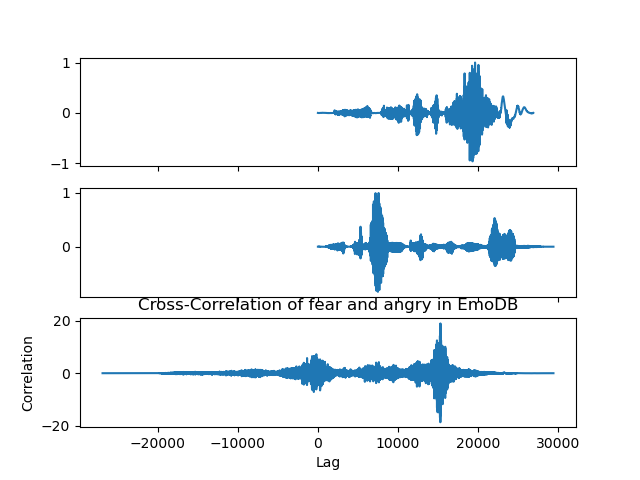 1
0
−1
1
0
Cross-Correlation of fear and angry in EmoDB
20
0
−20
Correlation
−20000 −10000 0 10000 20000 30000
Lag